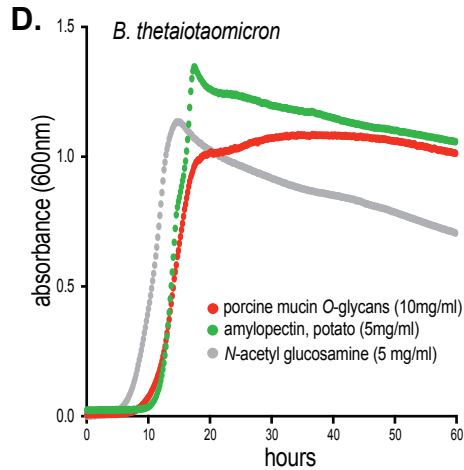 D.
B. thetaiotaomicron
1.5
1.0
0.5
0.0
absorbance (600nm)
porcine mucin O-glycans (10mg/ml)
amylopectin, potato (5mg/ml)
N-acetyl glucosamine (5 mg/ml)
0 10 20 30 40 50 60
hours